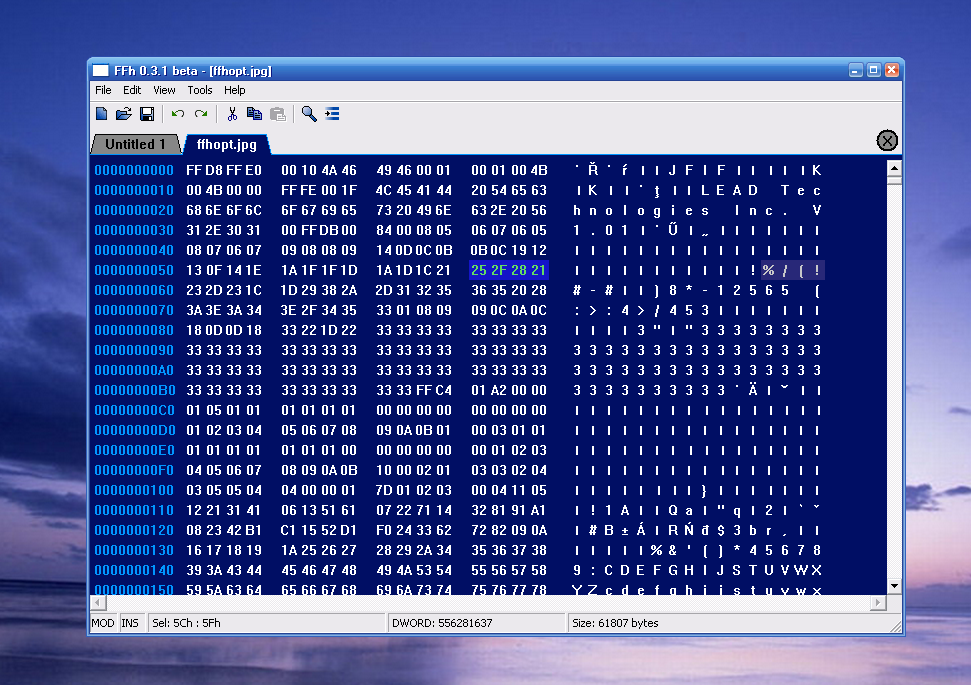 FFh 0.3.1 beta - [ffhopt.jpg]
File Edit View Tools Help
Untitled 1 ffhopt.jpg
0000000000 FF D8 FF E0 00 10 4A 46 49 46 00 01 00 01 00 4B ˙ Ř ˙ ŕ I I J F I F I I I I I K
0000000010 00 4B 00 00 FF FE 00 1F 4C 45 41 44 20 54 65 63 I K I I ˙ ţ I I L E A D T e c
0000000020 68 6E 6F 6C 6F 67 69 65 73 20 49 6E 63 2E 20 56 h n o l o g i e s I n c . V
0000000030 31 2E 30 31 00 FF DB 00 84 00 08 05 06 07 06 05 1 . 0 1 I ˙ Ű I „ I I I I I I I
0000000040 08 07 06 07 09 08 08 09 14 0D 0C 0B 0B 0C 19 12 I I I I I I I I I I I I I I I I
0000000050 13 0F 14 1E 1A 1F 1F 1D 1A 1D 1C 21 25 2F 28 21 I I I I I I I I I I I ! % / ( !
0000000060 23 2D 23 1C 1D 29 38 2A 2D 31 32 35 36 35 20 28 # - # I I ) 8 * - 1 2 5 6 5 (
0000000070 3A 3E 3A 34 3E 2F 34 35 33 01 08 09 09 0C 0A 0C : > : 4 > / 4 5 3 I I I I I I I
0000000080 18 0D 0D 18 33 22 1D 22 33 33 33 33 33 33 33 33 I I I I 3 " I " 3 3 3 3 3 3 3 3
0000000090 33 33 33 33 33 33 33 33 33 33 33 33 33 33 33 33 3 3 3 3 3 3 3 3 3 3 3 3 3 3 3 3
00000000A0 33 33 33 33 33 33 33 33 33 33 33 33 33 33 33 33 3 3 3 3 3 3 3 3 3 3 3 3 3 3 3 3
00000000B0 33 33 33 33 33 33 33 33 33 33 FF C4 01 A2 00 00 3 3 3 3 3 3 3 3 3 3 ˙ Ä I ˘ I I
00000000C0 01 05 01 01 01 01 01 01 00 00 00 00 00 00 00 00 I I I I I I I I I I I I I I I I
00000000D0 01 02 03 04 05 06 07 08 09 0A 0B 01 00 03 01 01 I I I I I I I I I I I I I I I I
00000000E0 01 01 01 01 01 01 01 00 00 00 00 00 00 01 02 03 I I I I I I I I I I I I I I I I
00000000F0 04 05 06 07 08 09 0A 0B 10 00 02 01 03 03 02 04 I I I I I I I I I I I I I I I I
0000000100 03 05 05 04 04 00 00 01 7D 01 02 03 00 04 11 05 I I I I I I I I } I I I I I I I
0000000110 12 21 31 41 06 13 51 61 07 22 71 14 32 81 91 A1 I ! 1 A I I Q a I " q I 2 I ‘ ˇ
0000000120 08 23 42 B1 C1 15 52 D1 F0 24 33 62 72 82 09 0A I # B ± Á I R Ń đ $ 3 b r ‚ I I
0000000130 16 17 18 19 1A 25 26 27 28 29 2A 34 35 36 37 38 I I I I I % & ' ( ) * 4 5 6 7 8
0000000140 39 3A 43 44 45 46 47 48 49 4A 53 54 55 56 57 58 9 : C D E F G H I J S T U V W X
0000000150 59 5A 63 64 65 66 67 68 69 6A 73 74 75 76 77 78 Y Z c d e f g h i j s t u v w x
MOD INS Sel: 5Ch : 5Fh DWORD: 556281637 Size: 61807 bytes